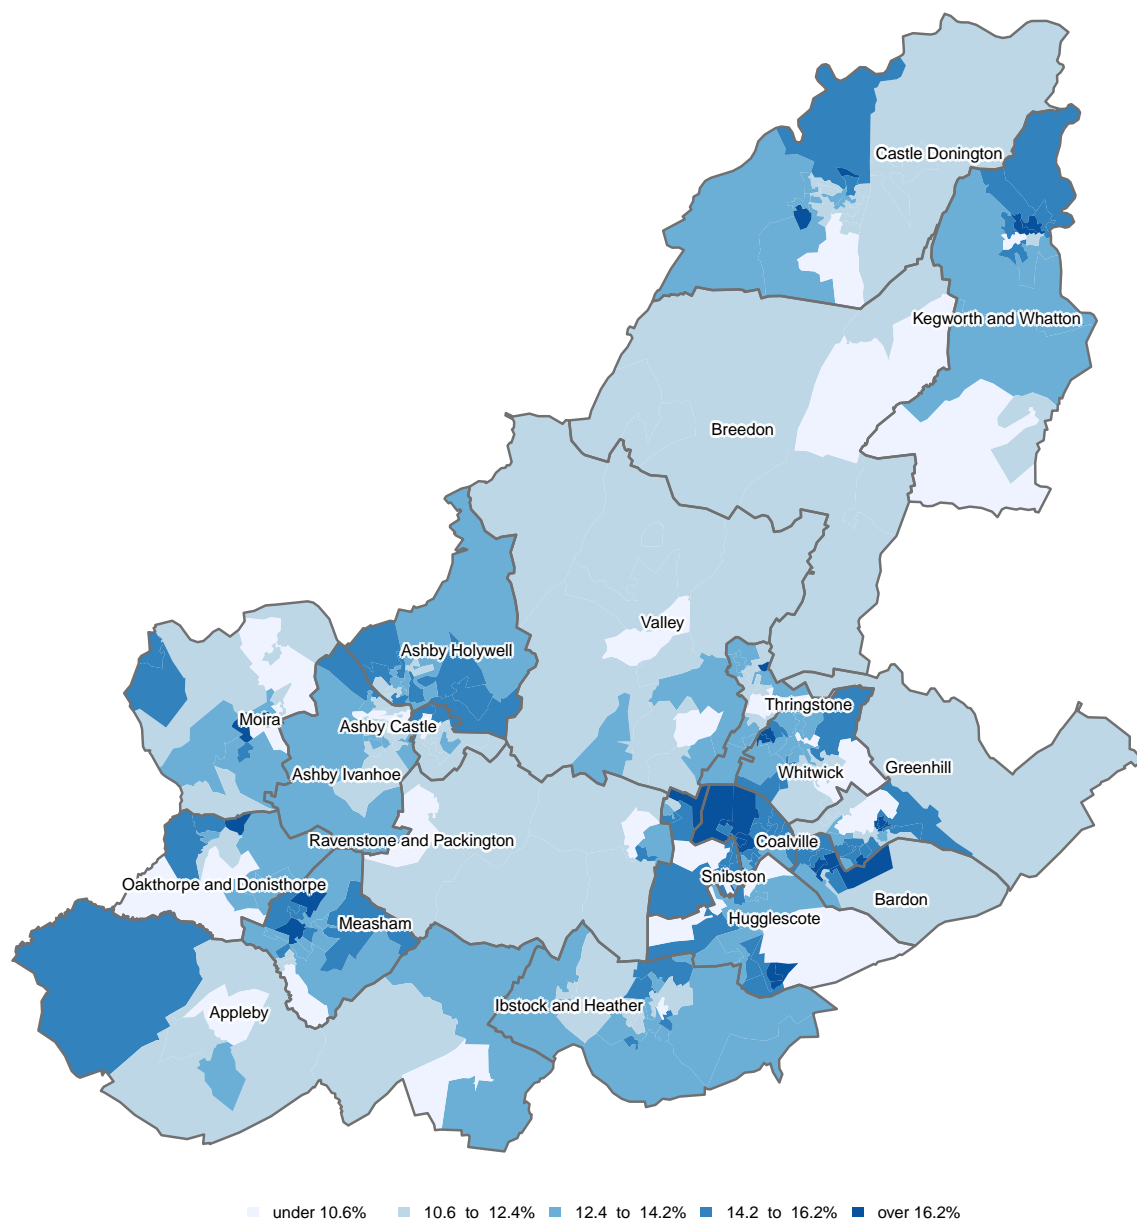 Castle Donington
Kegworth and Whatton
Breedon
Valley
Ashby Holywell
Thringstone
Moira
Ashby Castle
Greenhill
Whitwick
Ashby Ivanhoe
Ravenstone and Packington
Coalville
Snibston
Oakthorpe and Donisthorpe
Bardon
Hugglescote
Measham
Ibstock and Heather
Appleby
under 10.6% 10.6 to 12.4% 12.4 to 14.2% 14.2 to 16.2% over 16.2%